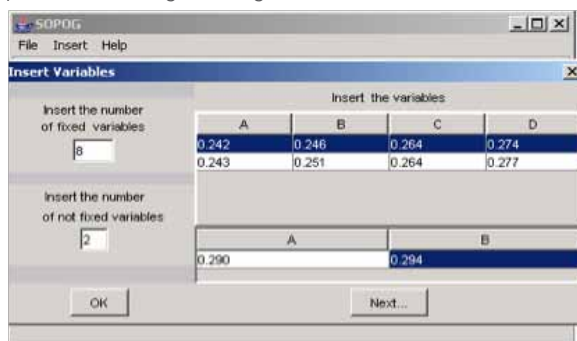 SOPOG
File Insert Help
Insert Variables
Insert the number
of fixed variables
8
Insert the number
of not fixed variables
2
OK
Insert the variables
A B C D
0.242 0.246 0.264 0.274
0.243 0.251 0.264 0.277
A B
0.290 0.294
Next...